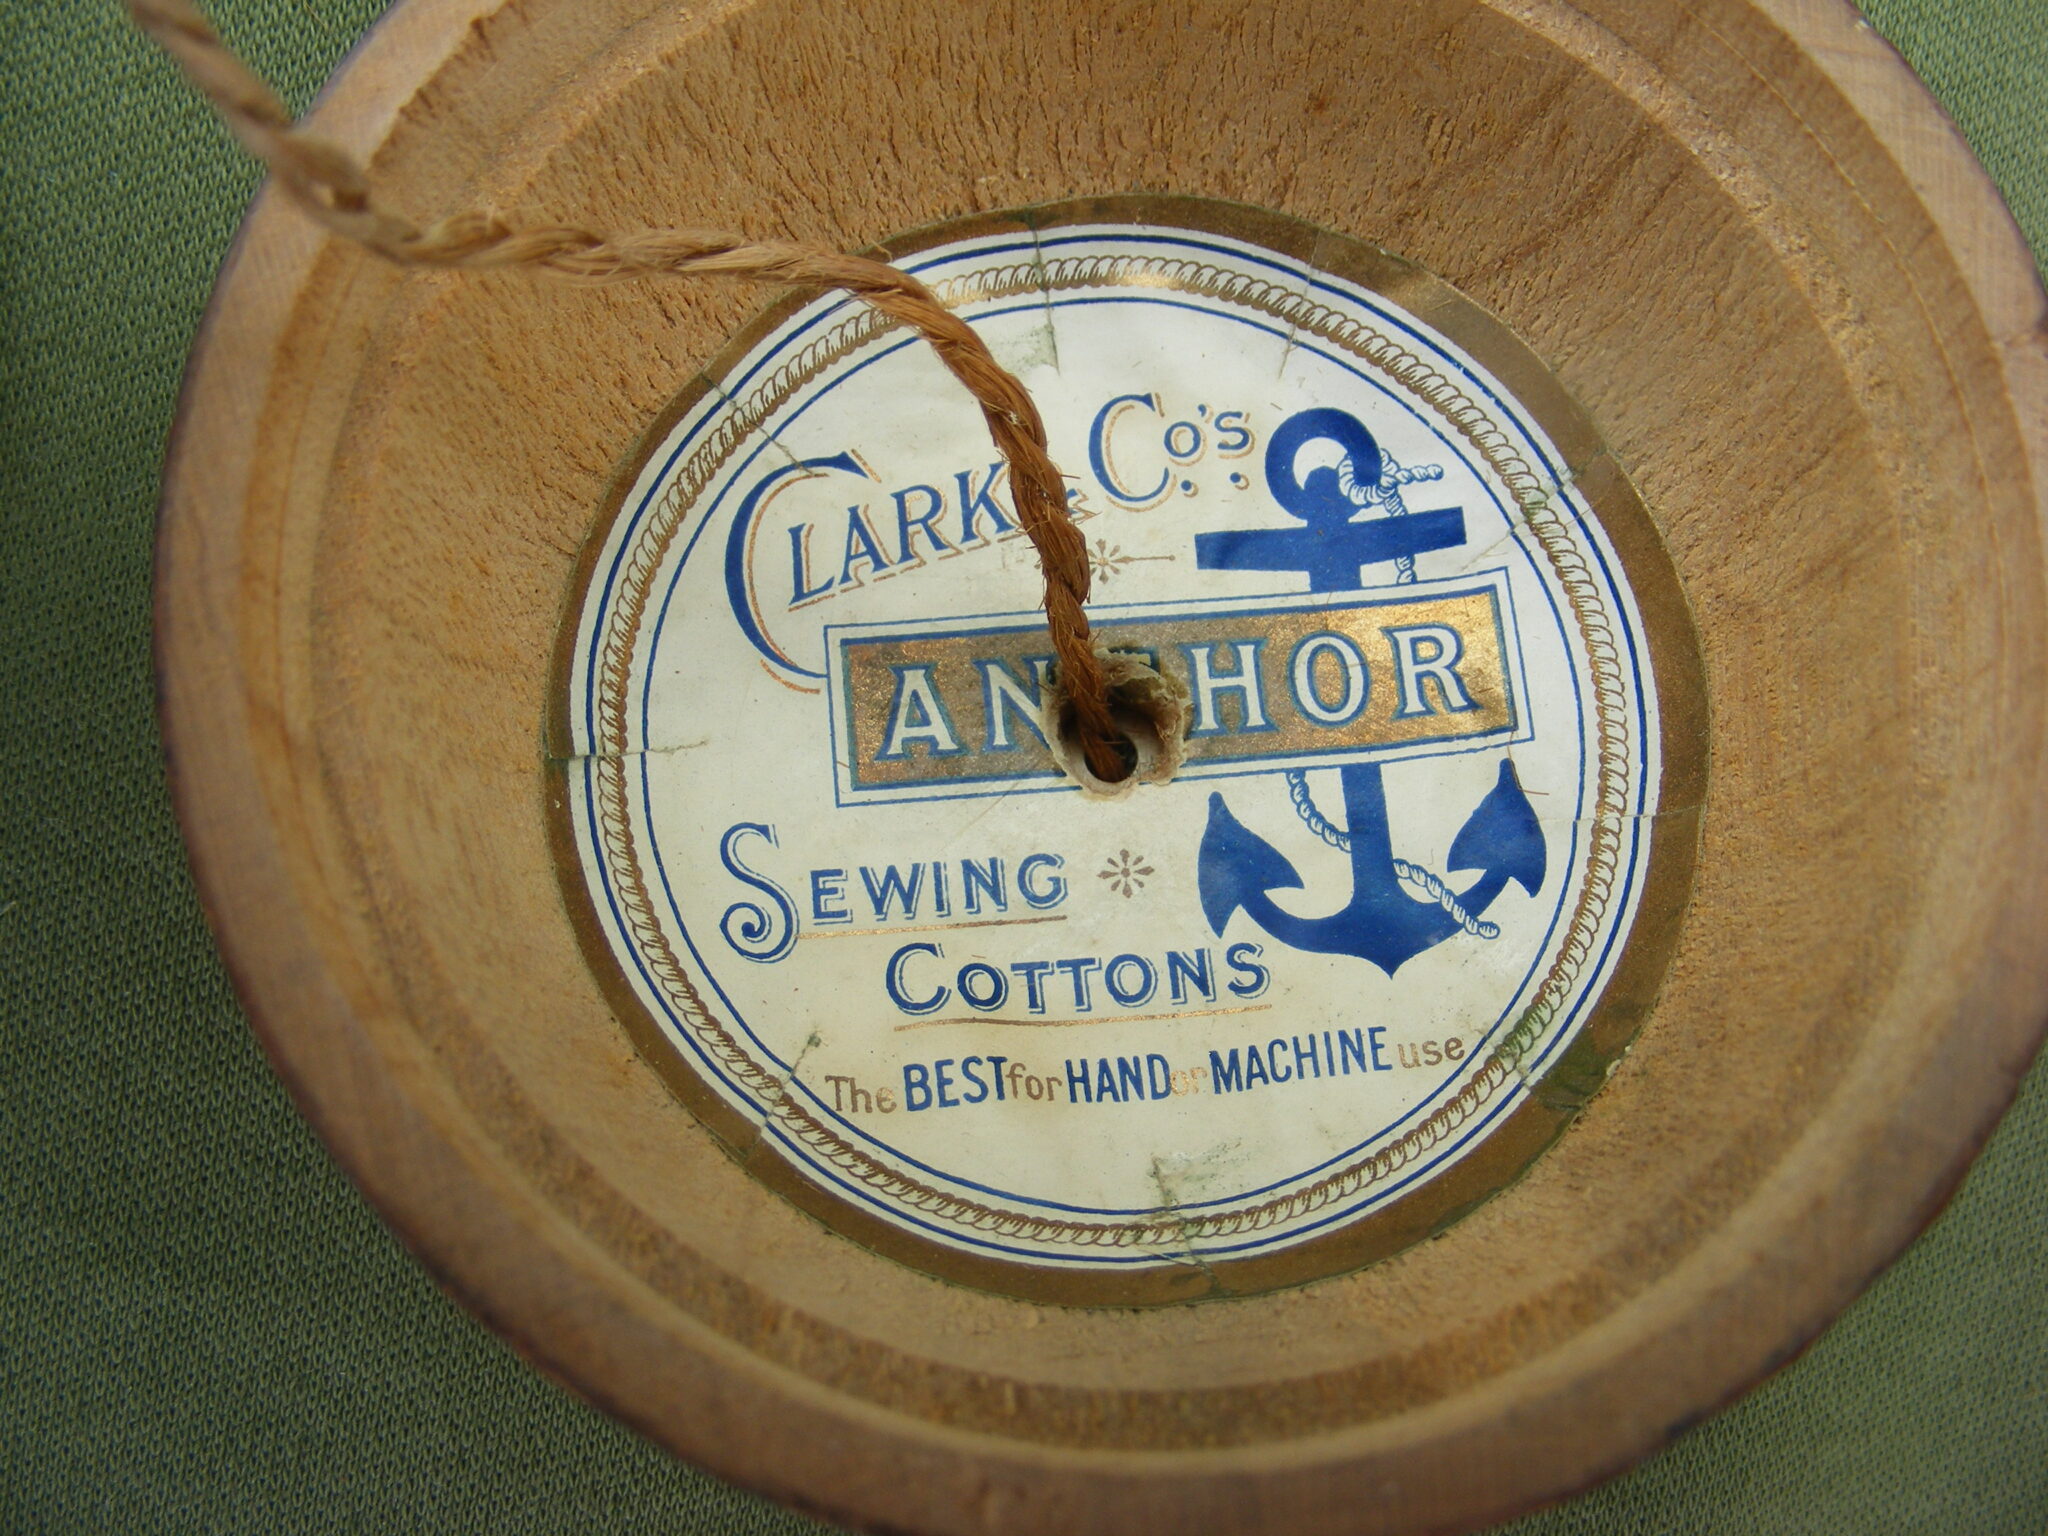 CLARK & Co's.
ANCHOR
SEWING
COTTONS
The BEST for HAND or MACHINE use